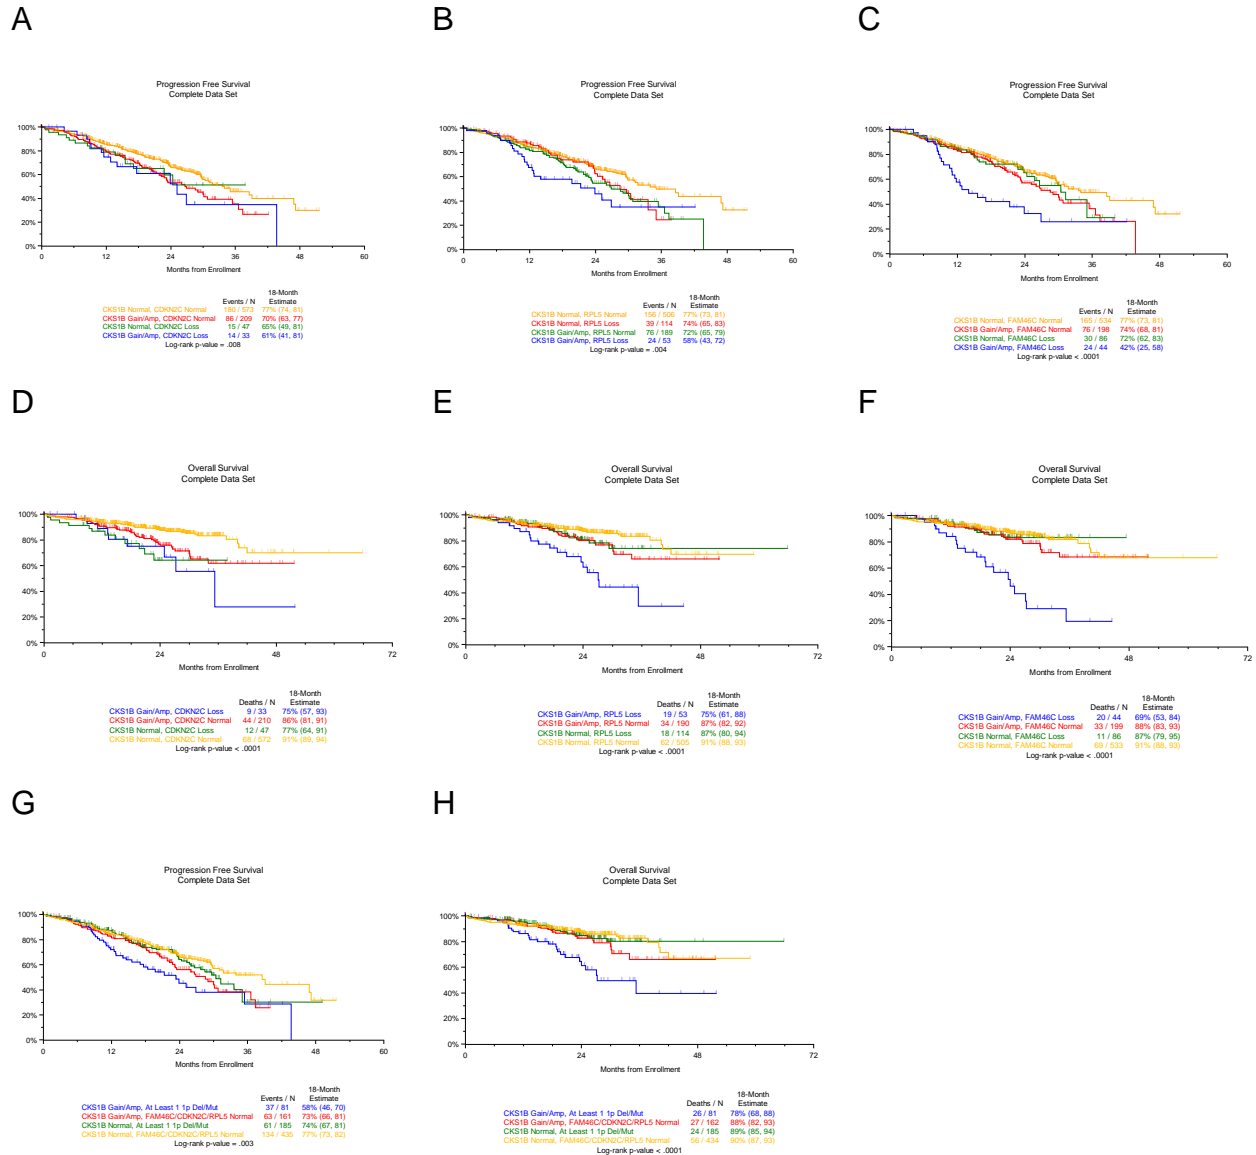 A
Progression Free Survival
Complete Data Set
100%
80%
60%
40%
20%
0%
0 12 24 36 48 60
Months from Enrollment
Events / N 18-Month Estimate
CKS1B Normal, CDKN2C Normal 180 / 573 77% (74, 81)
CKS1B Gain/Amp, CDKN2C Normal 86 / 209 70% (63, 77)
CKS1B Normal, CDKN2C Loss 15 / 47 65% (49, 81)
CKS1B Gain/Amp, CDKN2C Loss 14 / 33 61% (41, 81)
Log-rank p-value = .008
B
Progression Free Survival
Complete Data Set
100%
80%
60%
40%
20%
0%
0 12 24 36 48 60
Months from Enrollment
Events / N 18-Month Estimate
CKS1B Normal, RPL5 Normal 156 / 506 77% (73, 81)
CKS1B Normal, RPL5 Loss 39 / 114 74% (65, 83)
CKS1B Gain/Amp, RPL5 Normal 76 / 189 72% (65, 79)
CKS1B Gain/Amp, RPL5 Loss 24 / 53 58% (43, 72)
Log-rank p-value = .004
C
Progression Free Survival
Complete Data Set
100%
80%
60%
40%
20%
0%
0 12 24 36 48 60
Months from Enrollment
Events / N 18-Month Estimate
CKS1B Normal, FAM46C Normal 165 / 534 77% (73, 81)
CKS1B Gain/Amp, FAM46C Normal 76 / 198 74% (68, 81)
CKS1B Normal, FAM46C Loss 30 / 86 72% (62, 83)
CKS1B Gain/Amp, FAM46C Loss 24 / 44 42% (25, 58)
Log-rank p-value < .0001
D
Overall Survival
Complete Data Set
100%
80%
60%
40%
20%
0%
0 24 48 72
Months from Enrollment
Deaths / N 18-Month Estimate
CKS1B Gain/Amp, CDKN2C Loss 9 / 33 75% (57, 93)
CKS1B Gain/Amp, CDKN2C Normal 44 / 210 86% (81, 91)
CKS1B Normal, CDKN2C Loss 12 / 47 77% (64, 91)
CKS1B Normal, CDKN2C Normal 68 / 572 91% (89, 94)
Log-rank p-value < .0001
E
Overall Survival
Complete Data Set
100%
80%
60%
40%
20%
0%
0 24 48 72
Months from Enrollment
Deaths / N 18-Month Estimate
CKS1B Gain/Amp, RPL5 Loss 19 / 53 75% (61, 88)
CKS1B Gain/Amp, RPL5 Normal 34 / 190 87% (82, 92)
CKS1B Normal, RPL5 Loss 18 / 114 87% (80, 94)
CKS1B Normal, RPL5 Normal 62 / 505 91% (88, 93)
Log-rank p-value < .0001
F
Overall Survival
Complete Data Set
100%
80%
60%
40%
20%
0%
0 24 48 72
Months from Enrollment
Deaths / N 18-Month Estimate
CKS1B Gain/Amp, FAM46C Loss 20 / 44 69% (53, 84)
CKS1B Gain/Amp, FAM46C Normal 33 / 199 88% (83, 93)
CKS1B Normal, FAM46C Loss 11 / 86 87% (79, 95)
CKS1B Normal, FAM46C Normal 69 / 533 91% (88, 93)
Log-rank p-value < .0001
G
Progression Free Survival
Complete Data Set
100%
80%
60%
40%
20%
0%
0 12 24 36 48 60
Months from Enrollment
Events / N 18-Month Estimate
CKS1B Gain/Amp, At Least 1 1p Del/Mut 37 / 81 58% (46, 70)
CKS1B Gain/Amp, FAM46C/CDKN2C/RPL5 Normal 63 / 161 73% (66, 81)
CKS1B Normal, At Least 1 1p Del/Mut 61 / 185 74% (67, 81)
CKS1B Normal, FAM46C/CDKN2C/RPL5 Normal 134 / 435 77% (73, 82)
Log-rank p-value = .003
H
Overall Survival
Complete Data Set
100%
80%
60%
40%
20%
0%
0 24 48 72
Months from Enrollment
Deaths / N 18-Month Estimate
CKS1B Gain/Amp, At Least 1 1p Del/Mut 26 / 81 78% (68, 88)
CKS1B Gain/Amp, FAM46C/CDKN2C/RPL5 Normal 27 / 162 88% (82, 93)
CKS1B Normal, At Least 1 1p Del/Mut 24 / 185 89% (85, 94)
CKS1B Normal, FAM46C/CDKN2C/RPL5 Normal 56 / 434 90% (87, 93)
Log-rank p-value < .0001